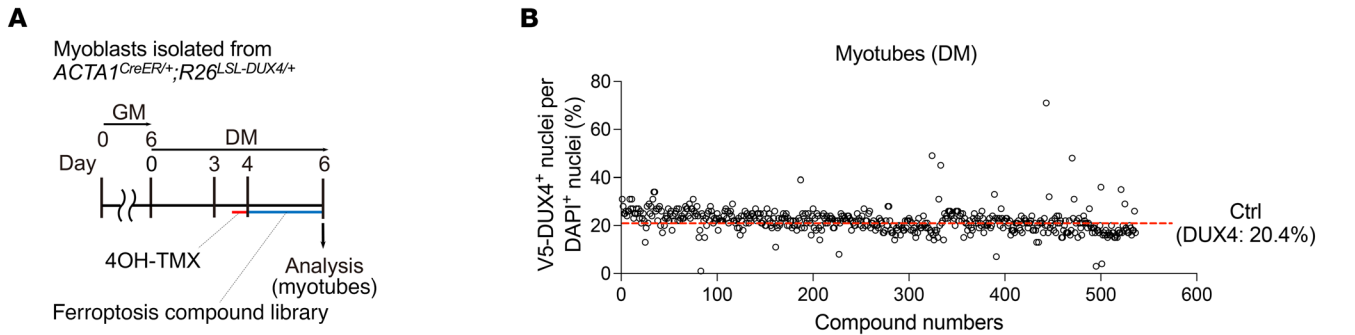 A
Myoblasts isolated from
ACTA1CreER/+;R26LSL-DUX4/+
GM
0 6
DM
Day 0 3 4 6
4OH-TMX
Analysis
(myotubes)
Ferroptosis compound library
B
Myotubes (DM)
V5-DUX4+ nuclei per
DAPI+ nuclei (%)
80
60
40
20
0
0 100 200 300 400 500 600
Compound numbers
Ctrl
(DUX4: 20.4%)